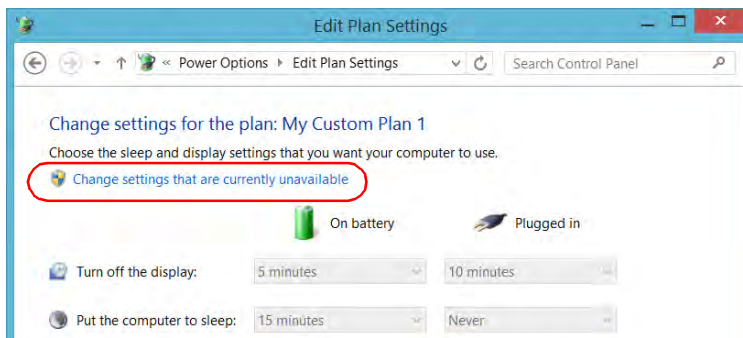 Edit Plan Settings
« Power Options Edit Plan Settings Search Control Panel
Change settings for the plan: My Custom Plan 1
Choose the sleep and display settings that you want your computer to use.
Change settings that are currently unavailable
On battery Plugged in
Turn off the display: 5 minutes 10 minutes
Put the computer to sleep: 15 minutes Never